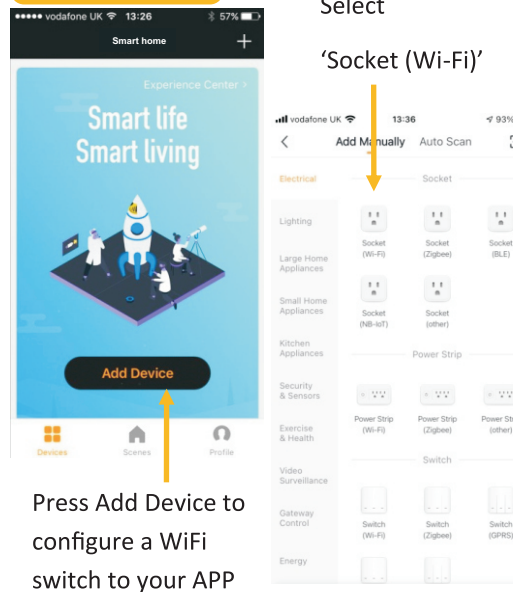 vodafone UK 13:26 57%
Smart home +
Experience Center >
Smart life
Smart living
Add Device
Devices Scenes Profile
Press Add Device to
configure a WiFi
switch to your APP
Select
‘Socket (Wi-Fi)’
vodafone UK 13:36 93%
Add Manually Auto Scan
Electrical
Lighting
Large Home
Appliances
Small Home
Appliances
Kitchen
Appliances
Security
& Sensors
Exercise
& Health
Video
Surveillance
Gateway
Control
Energy
Socket
Socket Socket Socket
(Wi-Fi) (Zigbee) (BLE)
Socket Socket
(NB-IoT) (other)
Power Strip
Power Strip Power Strip Power Str
(Wi-Fi) (Zigbee) (other)
Switch
Switch Switch Switch
(Wi-Fi) (Zigbee) (GPRS)